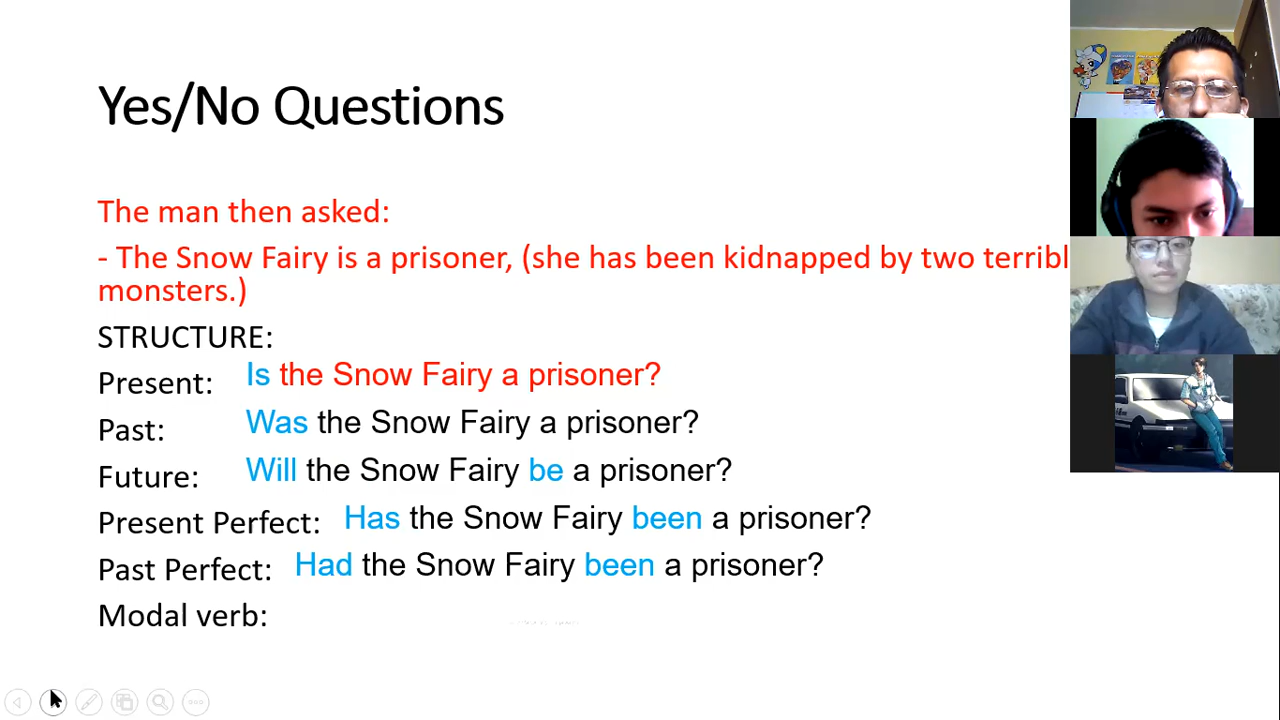 Yes/No Questions
The man then asked:
- The Snow Fairy is a prisoner, (she has been kidnapped by two terribl
monsters.)
STRUCTURE:
Present: Is the Snow Fairy a prisoner?
Past: Was the Snow Fairy a prisoner?
Future: Will the Snow Fairy be a prisoner?
Present Perfect: Has the Snow Fairy been a prisoner?
Past Perfect: Had the Snow Fairy been a prisoner?
Modal verb: